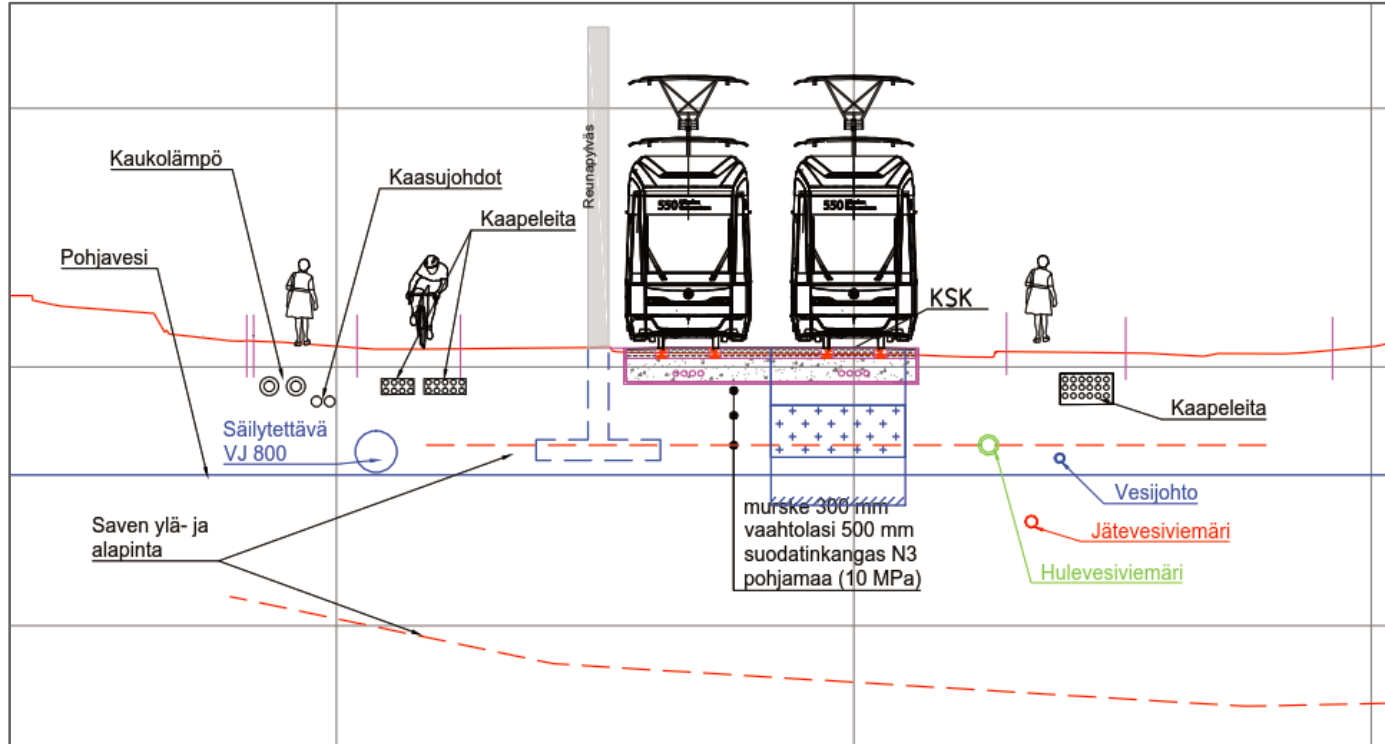 Reunapylväs
Kaukolämpö
Kaasujohdot
Kaapeleita
Pohjavesi
550
550
KSK
Kaapeleita
Säilytettävä
VJ 800
Vesijohto
murske 300 mm
vaahtolasi 500 mm
suodatinkangas N3
pohjamaa (10 MPa)
Saven ylä- ja
alapinta
Jätevesiviemäri
Hulevesiviemäri